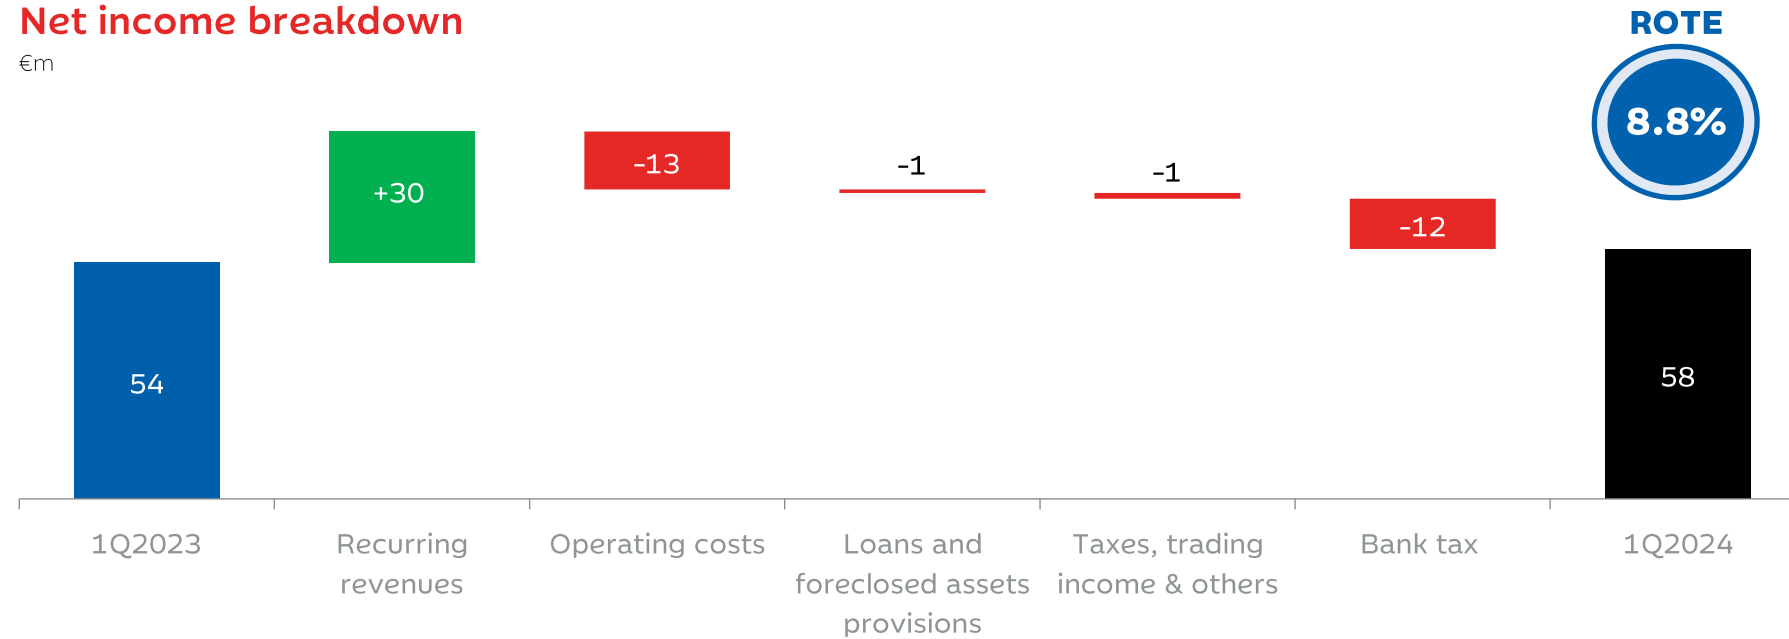 Net income breakdown
€m
ROTE
8.8%
+30
-13
-1
-1
-12
54
58
1Q2023
Recurring
revenues
Operating costs
Loans and
foreclosed assets
provisions
Taxes, trading
income & others
Bank tax
1Q2024